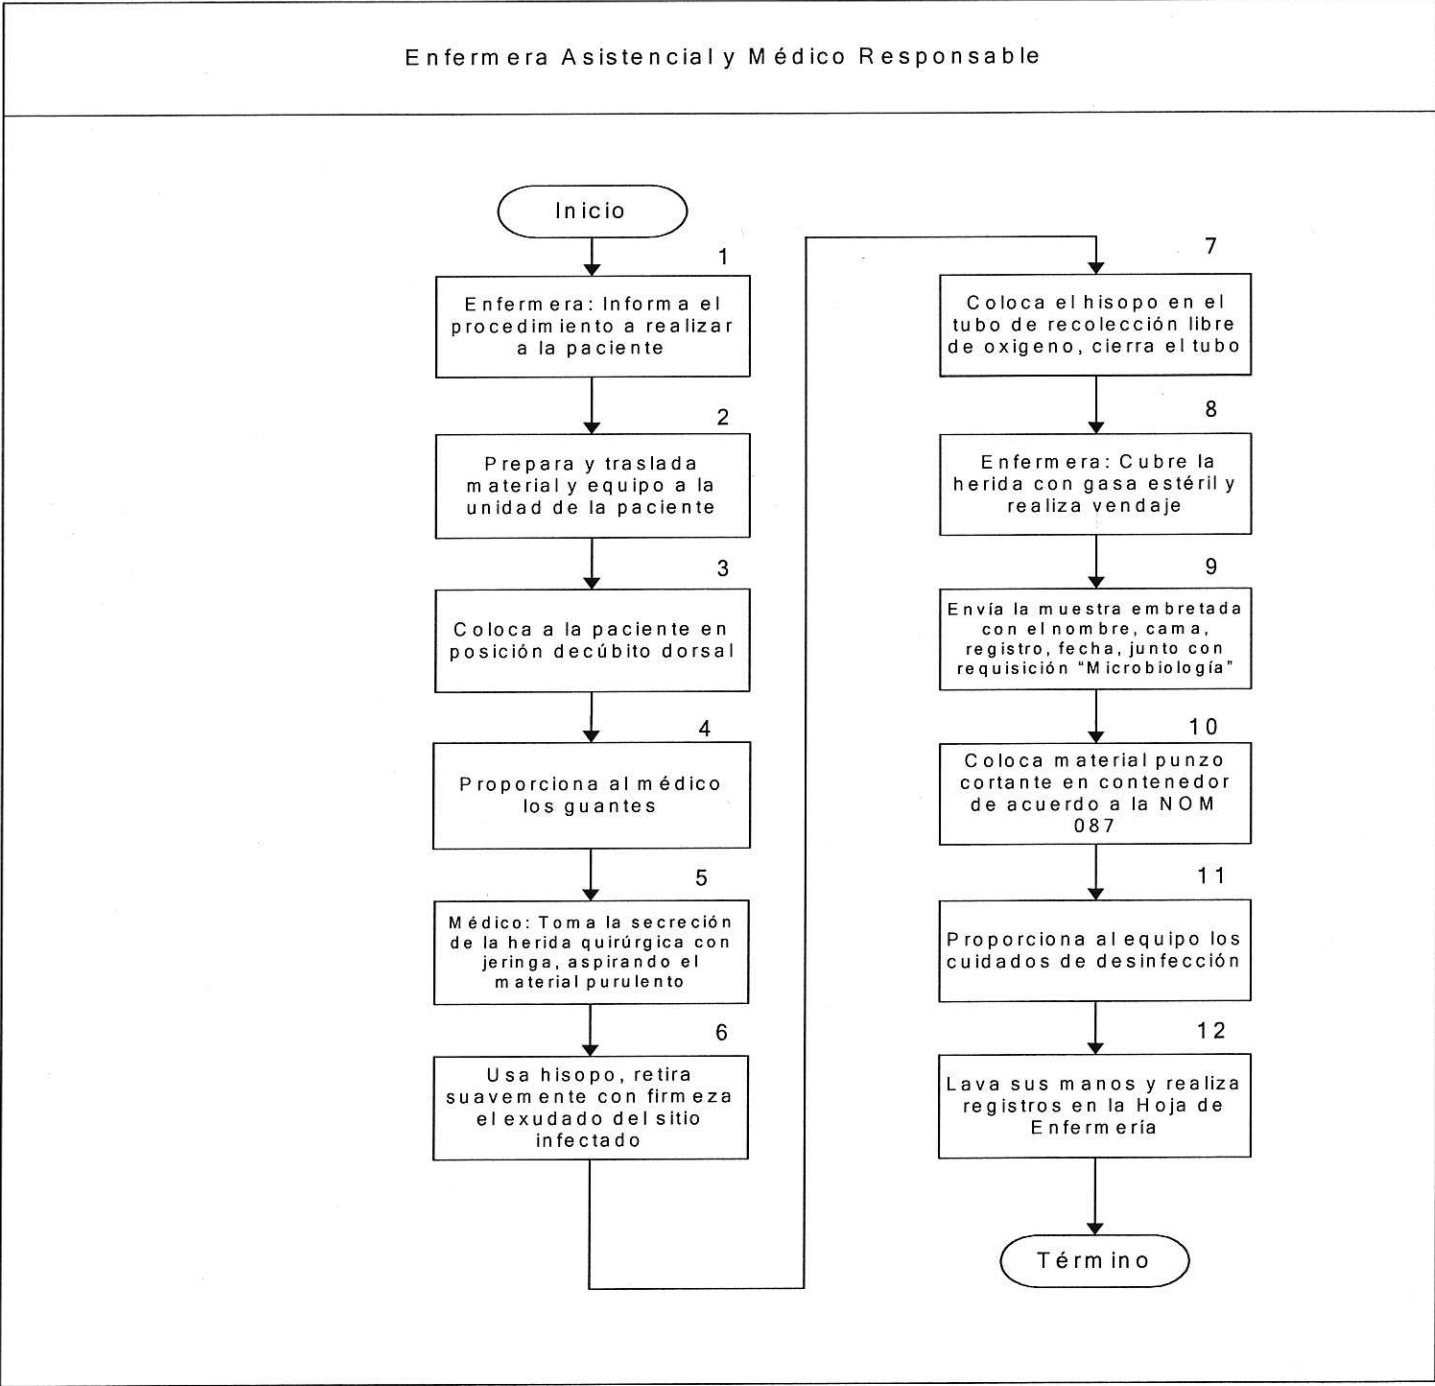 Enfermera Asistencial y Médico Responsable
Inicio
1
Enfermera: Informa el
procedimiento a realizar
a la paciente
2
Prepara y traslada
material y equipo a la
unidad de la paciente
3
Coloca a la paciente en
posición decúbito dorsal
4
Proporciona al médico
los guantes
5
Médico: Toma la secreción
de la herida quirúrgica con
jeringa, aspirando el
material purulento
6
Usa hisopo, retira
suavemente con firmeza
el exudado del sitio
infectado
7
Coloca el hisopo en el
tubo de recolección libre
de oxigeno, cierra el tubo
8
Enfermera: Cubre la
herida con gasa estéril y
realiza vendaje
9
Envía la muestra embretada
con el nombre, cama,
registro, fecha, junto con
requisición “Microbiología”
10
Coloca material punzo
cortante en contenedor
de acuerdo a la NOM
087
11
Proporciona al equipo los
cuidados de desinfección
12
Lava sus manos y realiza
registros en la Hoja de
Enfermería
Término